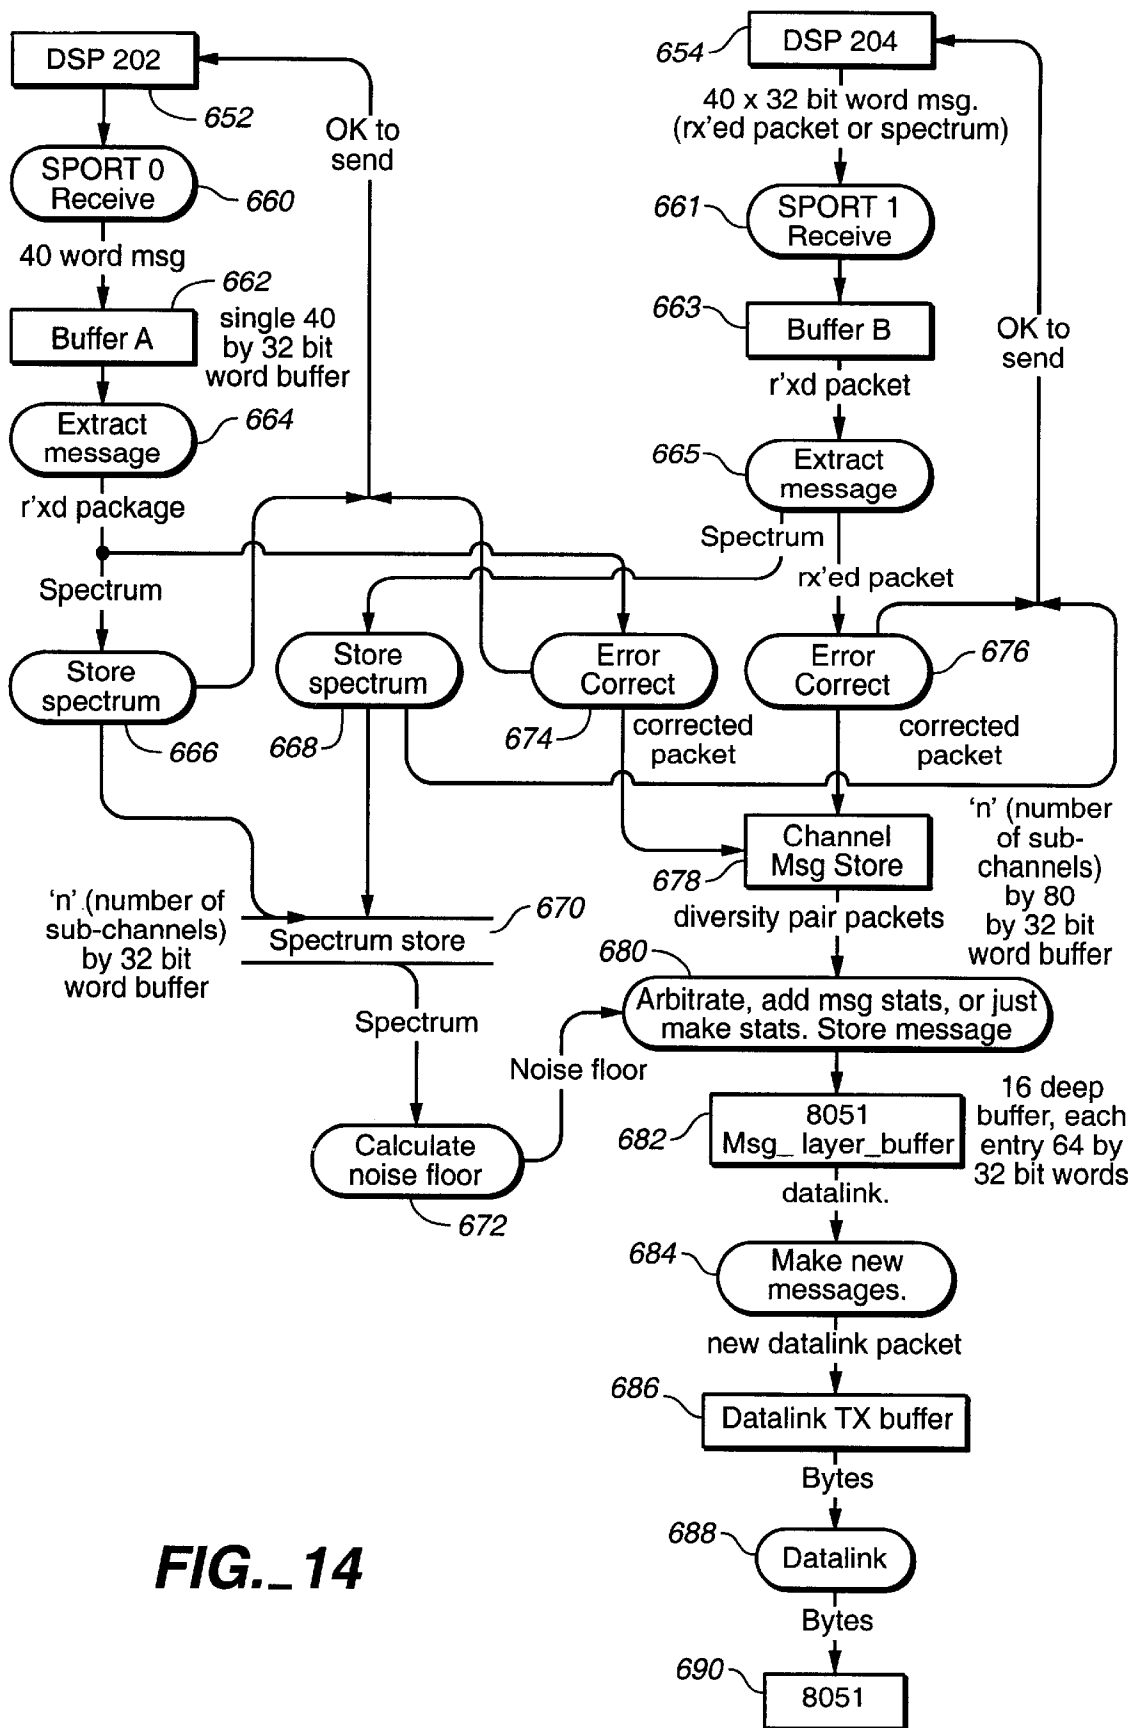 DSP 202
652
SPORT 0
Receive
660
40 word msg
662
Buffer A
single 40
by 32 bit
word buffer
Extract
message
664
r'xd package
OK to
send
Spectrum
Store
spectrum
666
654
DSP 204
40 x 32 bit word msg.
(rx'ed packet or spectrum)
661
SPORT 1
Receive
663
Buffer B
r'xd packet
665
Extract
message
OK to
send
Spectrum
rx'ed packet
Store
spectrum
668
Error
Correct
674
corrected
packet
Error
Correct
676
corrected
packet
Channel
Msg Store
678
'n' (number
of sub-
channels)
by 80
by 32 bit
word buffer
diversity pair packets
'n' (number of
sub-channels)
by 32 bit
word buffer
Spectrum store
670
Spectrum
Calculate
noise floor
672
Noise floor
680
Arbitrate, add msg stats, or just
make stats. Store message
682
8051
Msg_ layer_buffer
16 deep
buffer, each
entry 64 by
32 bit words
datalink.
684
Make new
messages.
new datalink packet
686
Datalink TX buffer
Bytes
688
Datalink
Bytes
690
8051
FIG._14